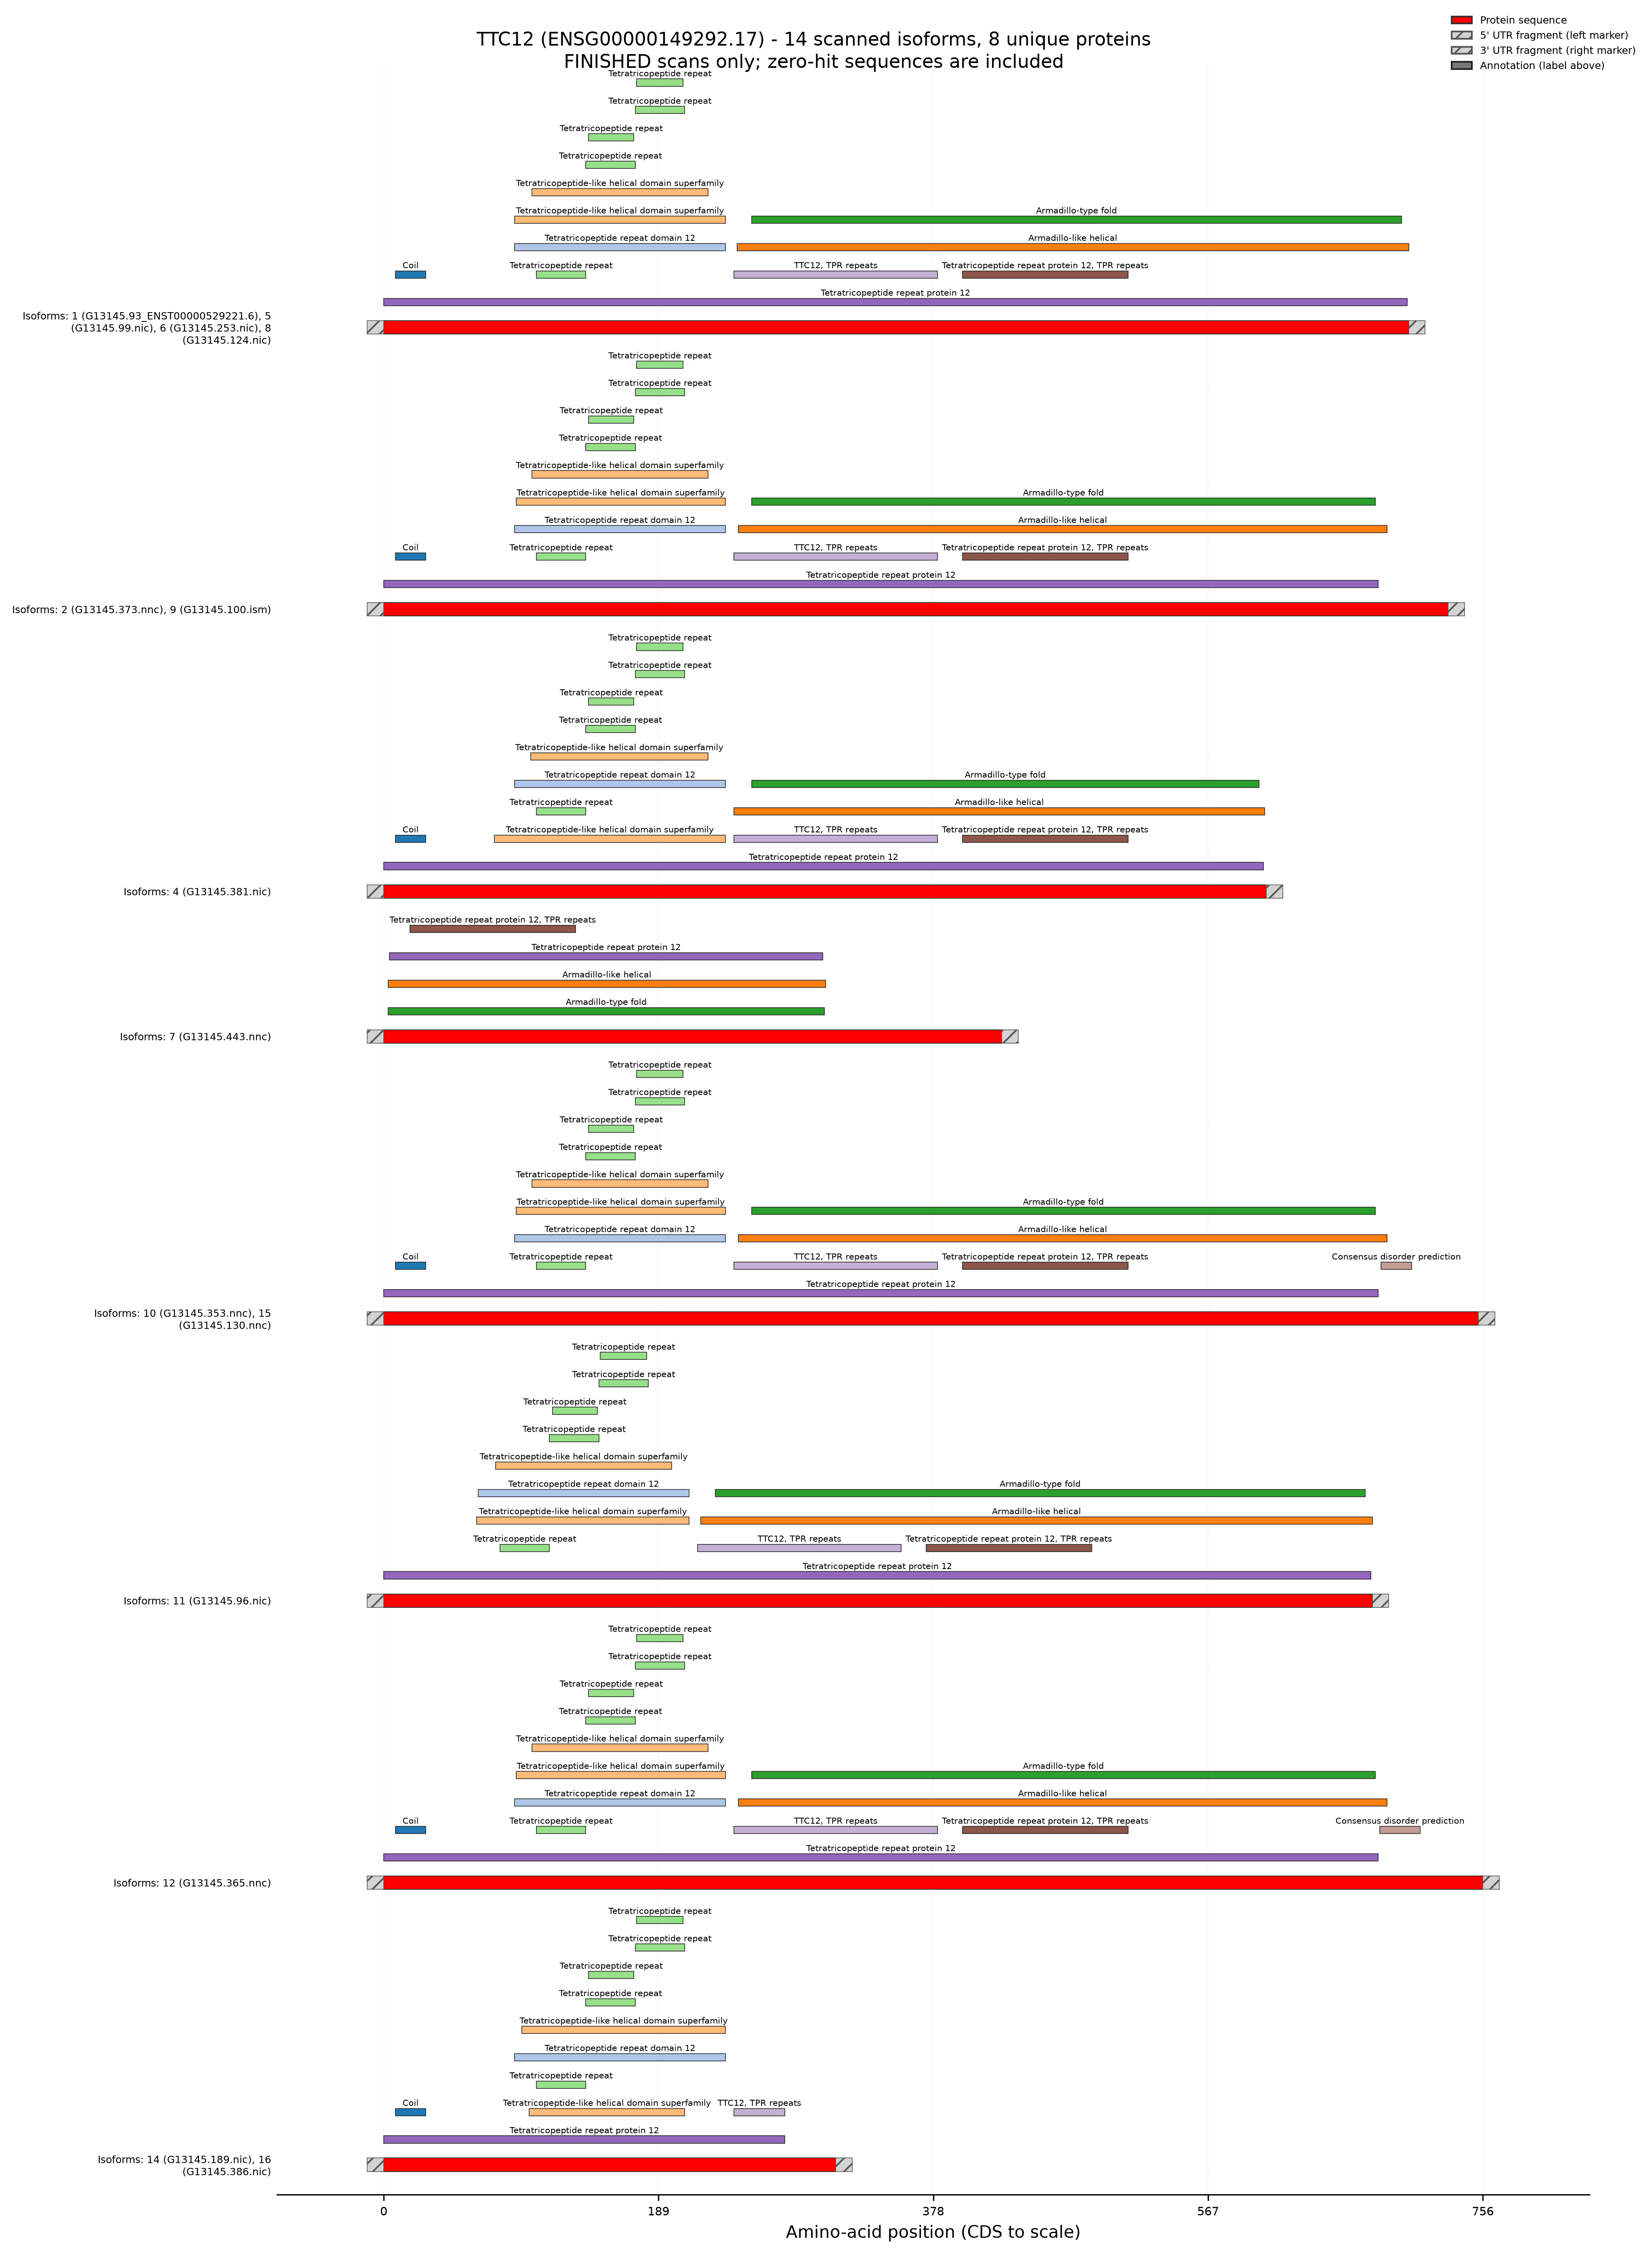 TTC12 (ENSG00000149292.17) - 14 scanned isoforms, 8 unique proteins
FINISHED scans only; zero-hit sequences are included
Protein sequence
5' UTR fragment (left marker)
3' UTR fragment (right marker)
Annotation (label above)
Tetratricopeptide repeat
Tetratricopeptide repeat
Tetratricopeptide repeat
Tetratricopeptide repeat
Tetratricopeptide-like helical domain superfamily
Tetratricopeptide-like helical domain superfamily Armadillo-type fold
Tetratricopeptide repeat domain 12 Armadillo-like helical
Coil Tetratricopeptide repeat TTC12, TPR repeats Tetratricopeptide repeat protein 12, TPR repeats
Tetratricopeptide repeat protein 12
Isoforms: 1 (G13145.93_ENST00000529221.6), 5
(G13145.99.nic), 6 (G13145.253.nic), 8
(G13145.124.nic)
Tetratricopeptide repeat
Tetratricopeptide repeat
Tetratricopeptide repeat
Tetratricopeptide repeat
Tetratricopeptide-like helical domain superfamily
Tetratricopeptide-like helical domain superfamily Armadillo-type fold
Tetratricopeptide repeat domain 12 Armadillo-like helical
Coil Tetratricopeptide repeat TTC12, TPR repeats Tetratricopeptide repeat protein 12, TPR repeats
Tetratricopeptide repeat protein 12
Isoforms: 2 (G13145.373.nnc), 9 (G13145.100.ism)
Tetratricopeptide repeat
Tetratricopeptide repeat
Tetratricopeptide repeat
Tetratricopeptide repeat
Tetratricopeptide-like helical domain superfamily
Tetratricopeptide repeat domain 12 Armadillo-type fold
Tetratricopeptide repeat Armadillo-like helical
Coil Tetratricopeptide-like helical domain superfamily TTC12, TPR repeats Tetratricopeptide repeat protein 12, TPR repeats
Tetratricopeptide repeat protein 12
Isoforms: 4 (G13145.381.nic)
Tetratricopeptide repeat protein 12, TPR repeats
Tetratricopeptide repeat protein 12
Armadillo-like helical
Armadillo-type fold
Isoforms: 7 (G13145.443.nnc)
Tetratricopeptide repeat
Tetratricopeptide repeat
Tetratricopeptide repeat
Tetratricopeptide repeat
Tetratricopeptide-like helical domain superfamily
Tetratricopeptide-like helical domain superfamily Armadillo-type fold
Tetratricopeptide repeat domain 12 Armadillo-like helical
Coil Tetratricopeptide repeat TTC12, TPR repeats Tetratricopeptide repeat protein 12, TPR repeats Consensus disorder prediction
Tetratricopeptide repeat protein 12
Isoforms: 10 (G13145.353.nnc), 15
(G13145.130.nnc)
Tetratricopeptide repeat
Tetratricopeptide repeat
Tetratricopeptide repeat
Tetratricopeptide repeat
Tetratricopeptide-like helical domain superfamily
Tetratricopeptide repeat domain 12 Armadillo-type fold
Tetratricopeptide-like helical domain superfamily Armadillo-like helical
Tetratricopeptide repeat TTC12, TPR repeats Tetratricopeptide repeat protein 12, TPR repeats
Tetratricopeptide repeat protein 12
Isoforms: 11 (G13145.96.nic)
Tetratricopeptide repeat
Tetratricopeptide repeat
Tetratricopeptide repeat
Tetratricopeptide repeat
Tetratricopeptide-like helical domain superfamily
Tetratricopeptide-like helical domain superfamily Armadillo-type fold
Tetratricopeptide repeat domain 12 Armadillo-like helical
Coil Tetratricopeptide repeat TTC12, TPR repeats Tetratricopeptide repeat protein 12, TPR repeats Consensus disorder prediction
Tetratricopeptide repeat protein 12
Isoforms: 12 (G13145.365.nnc)
Tetratricopeptide repeat
Tetratricopeptide repeat
Tetratricopeptide repeat
Tetratricopeptide repeat
Tetratricopeptide-like helical domain superfamily
Tetratricopeptide repeat domain 12
Tetratricopeptide repeat
Coil Tetratricopeptide-like helical domain superfamily TTC12, TPR repeats
Tetratricopeptide repeat protein 12
Isoforms: 14 (G13145.189.nic), 16
(G13145.386.nic)
0 189 378 567 756
Amino-acid position (CDS to scale)